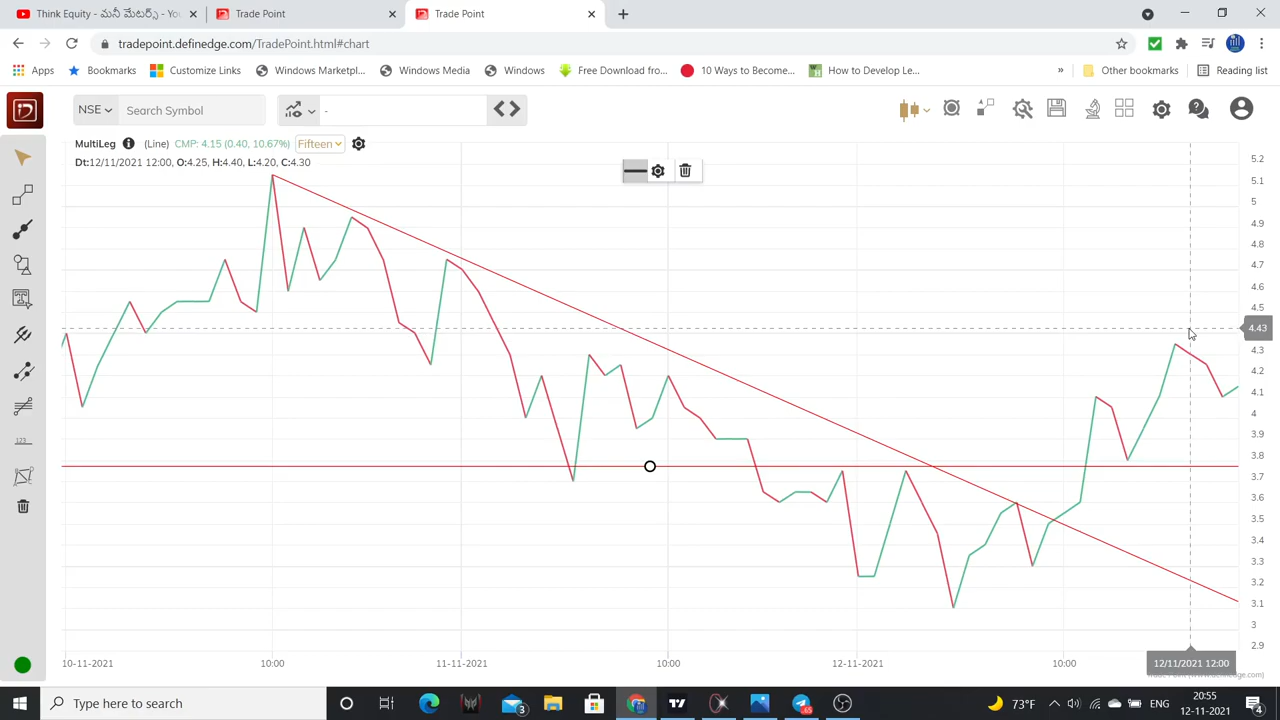 Think Equity - మనీ మేటర్స్ - You
Trade Point
Trade Point
tradepoint.definedge.com/TradePoint.html#chart
Apps
Bookmarks
Customize Links
Windows Marketpl...
Windows Media
Windows
Free Download fro...
10 Ways to Become...
How to Develop Le...
»
Other bookmarks
Reading list
NSE
Search Symbol
-
MultiLeg (Line) CMP: 4.15 (0.40, 10.67%) Fifteen
Dt:12/11/2021 12:00, O:4.25, H:4.40, L:4.20, C:4.30
5.2
5.1
5
4.9
4.8
4.7
4.6
4.5
4.43
4.3
4.2
4.1
4
3.9
3.8
3.7
3.6
3.5
3.4
3.3
3.2
3.1
3
2.9
123
10-11-2021
10:00
11-11-2021
10:00
12-11-2021
10:00
12/11/2021 12:00
Type here to search
3
65
73°F
ENG
20:55
12-11-2021
4